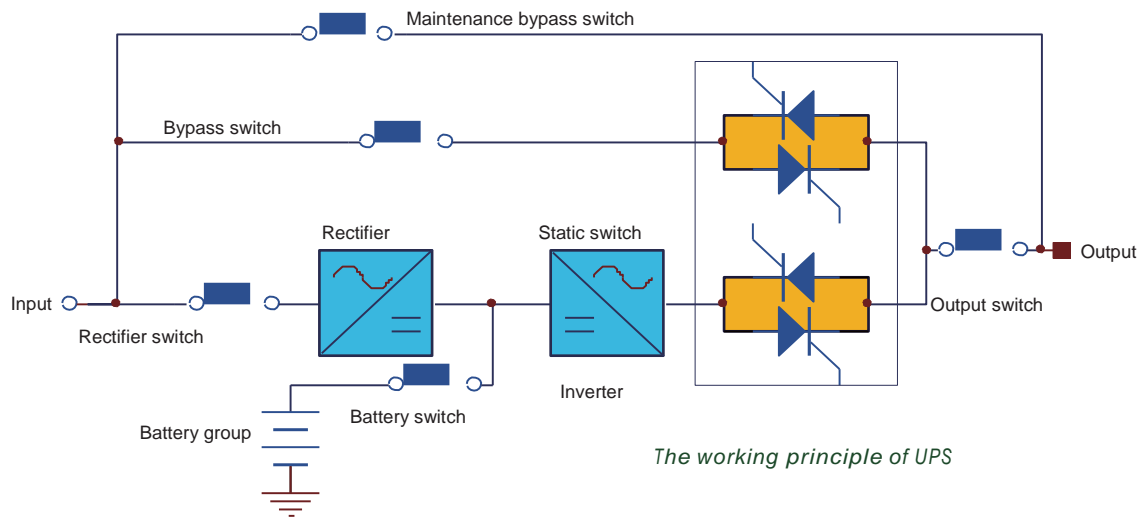 Maintenance bypass switch
Bypass switch
Rectifier
Static switch
Output
Input
Output switch
Rectifier switch
Inverter
Battery switch
Battery group
The working principle of UPS